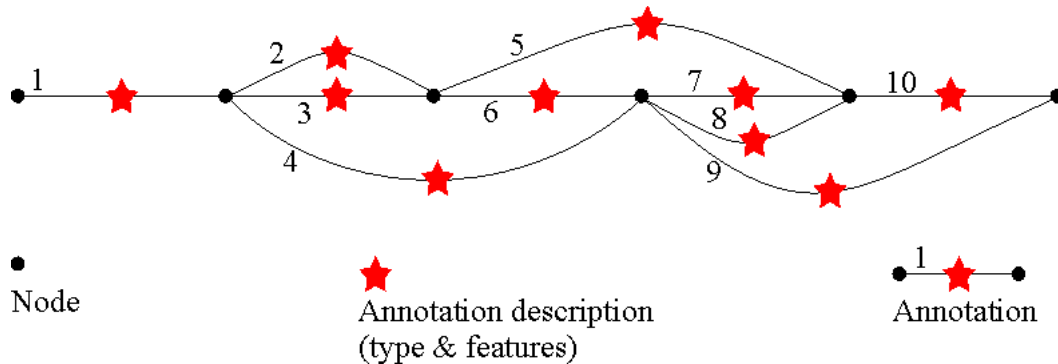 5
2
1
7
10
3
6
8
4
9
1
Node
Annotation description
(type & features)
Annotation